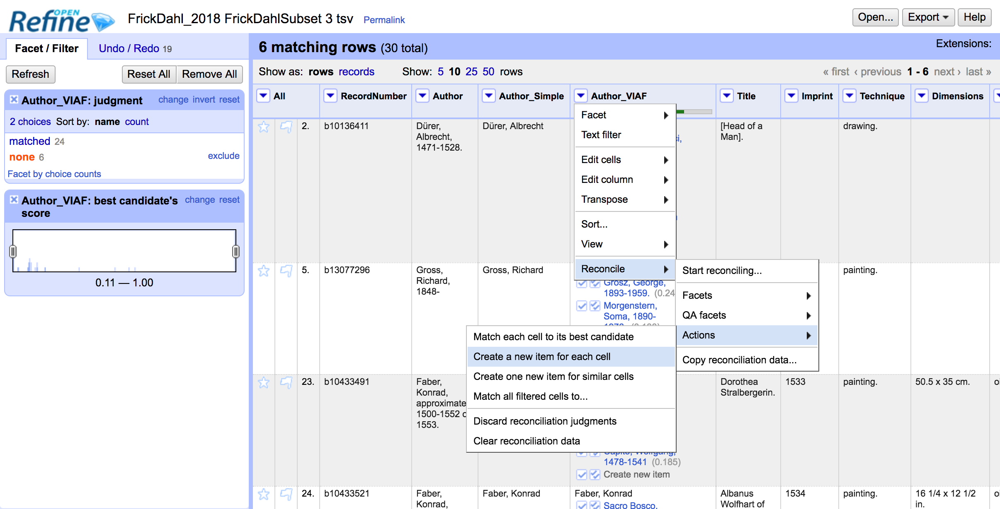 OPEN
Refine
FrickDahl_2018 FrickDahlSubset 3 tsv Permalink
Open... Export Help
Facet / Filter Undo / Redo 19
Refresh Reset All Remove All
Author_VIAF: judgment change invert reset
2 choices Sort by: name count
matched 24
none 6 exclude
Facet by choice counts
Author_VIAF: best candidate's score change reset
0.11 — 1.00
6 matching rows (30 total)
Extensions:
Show as: rows records Show: 5 10 25 50 rows
« first ‹ previous 1 - 6 next › last »
All RecordNumber Author Author_Simple Author_VIAF Title Imprint Technique Dimensions
2. b10136411 Dürer, Albrecht, 1471-1528. Dürer, Albrecht [Head of a Man]. drawing.
5. b13077296 Gross, Richard, 1848- Gross, Richard painting.
Grosz, George,
1893-1959. (0.24
Morgenstern,
Soma, 1890-
Facet
Text filter
Edit cells
Edit column
Transpose
Sort...
View
Reconcile
Start reconciling...
Facets
QA facets
Actions
Copy reconciliation data...
Match each cell to its best candidate
Create a new item for each cell
Create one new item for similar cells
Match all filtered cells to...
Discard reconciliation judgments
Clear reconciliation data
23. b10433491 Faber, Konrad, approximate 1500-1552 1553. Dorothea Stralbergerin. 1533 painting. 50.5 x 35 cm.
1478-1541 (0.185)
Create new item
24. b10433521 Faber, Konrad, Faber, Konrad Faber, Konrad Albanus Wolfhart of 1534 painting. 16 1/4 x 12 1/2 in.
Sacro Bosco,